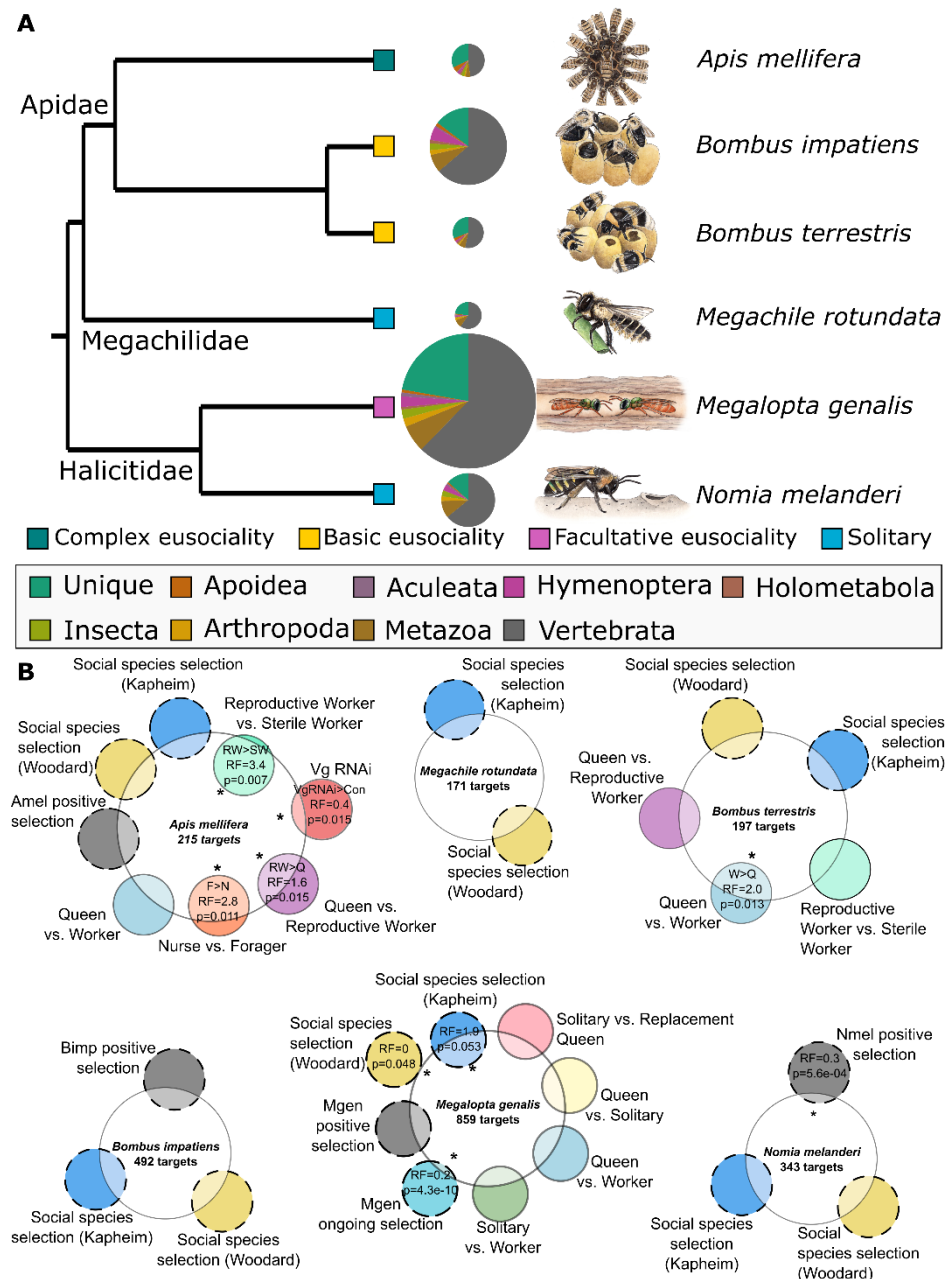 A
Apidae
Megachilidae
Halicitidae
Apis mellifera
Bombus impatiens
Bombus terrestris
Megachile rotundata
Megalopta genalis
Nomia melanderi
Complex eusociality
Basic eusociality
Facultative eusociality
Solitary
Unique
Apoidea
Aculeata
Hymenoptera
Holometabola
Insecta
Arthropoda
Metazoa
Vertebrata
B
Social species selection
(Kapheim)
Reproductive Worker
vs. Sterile Worker
Social species
selection
(Woodard)
RW>SW
RF=3.4
p=0.007
*
Vg RNAi
VgRNAi>Con
RF=0.4
p=0.015
*
Amel positive
selection
Apis mellifera
215 targets
*
*
RW>Q
RF=1.6
p=0.015
F>N
RF=2.8
p=0.011
Queen
vs. Worker
Nurse vs. Forager
Queen vs.
Reproductive Worker
Social species
selection
(Kapheim)
Megachile rotundata
171 targets
Social
species selection
(Woodard)
Social species selection
(Woodard)
Social species
selection
(Kapheim)
Queen vs.
Reproductive
Worker
Bombus terrestris
197 targets
*
W>Q
RF=2.0
p=0.013
Queen
vs. Worker
Reproductive
Worker vs. Sterile
Worker
Bimp positive
selection
Bombus impatiens
492 targets
Social species
selection (Kapheim)
Social species
selection (Woodard)
Social species selection
(Kapheim)
Social species
selection
(Woodard)
RF=0
p=0.048
*
RF=1.9
p=0.053
*
Solitary vs. Replacement
Queen
Queen
vs. Solitary
Mgen
positive
selection
Megalopta genalis
859 targets
*
Queen
vs. Worker
RF=0.2
p=4.3e-10
Mgen
ongoing selection
Solitary
vs. Worker
Nmel positive
selection
RF=0.3
p=5.6e-04
*
Nomia melanderi
343 targets
Social species
selection
(Kapheim)
Social
species selection
(Woodard)